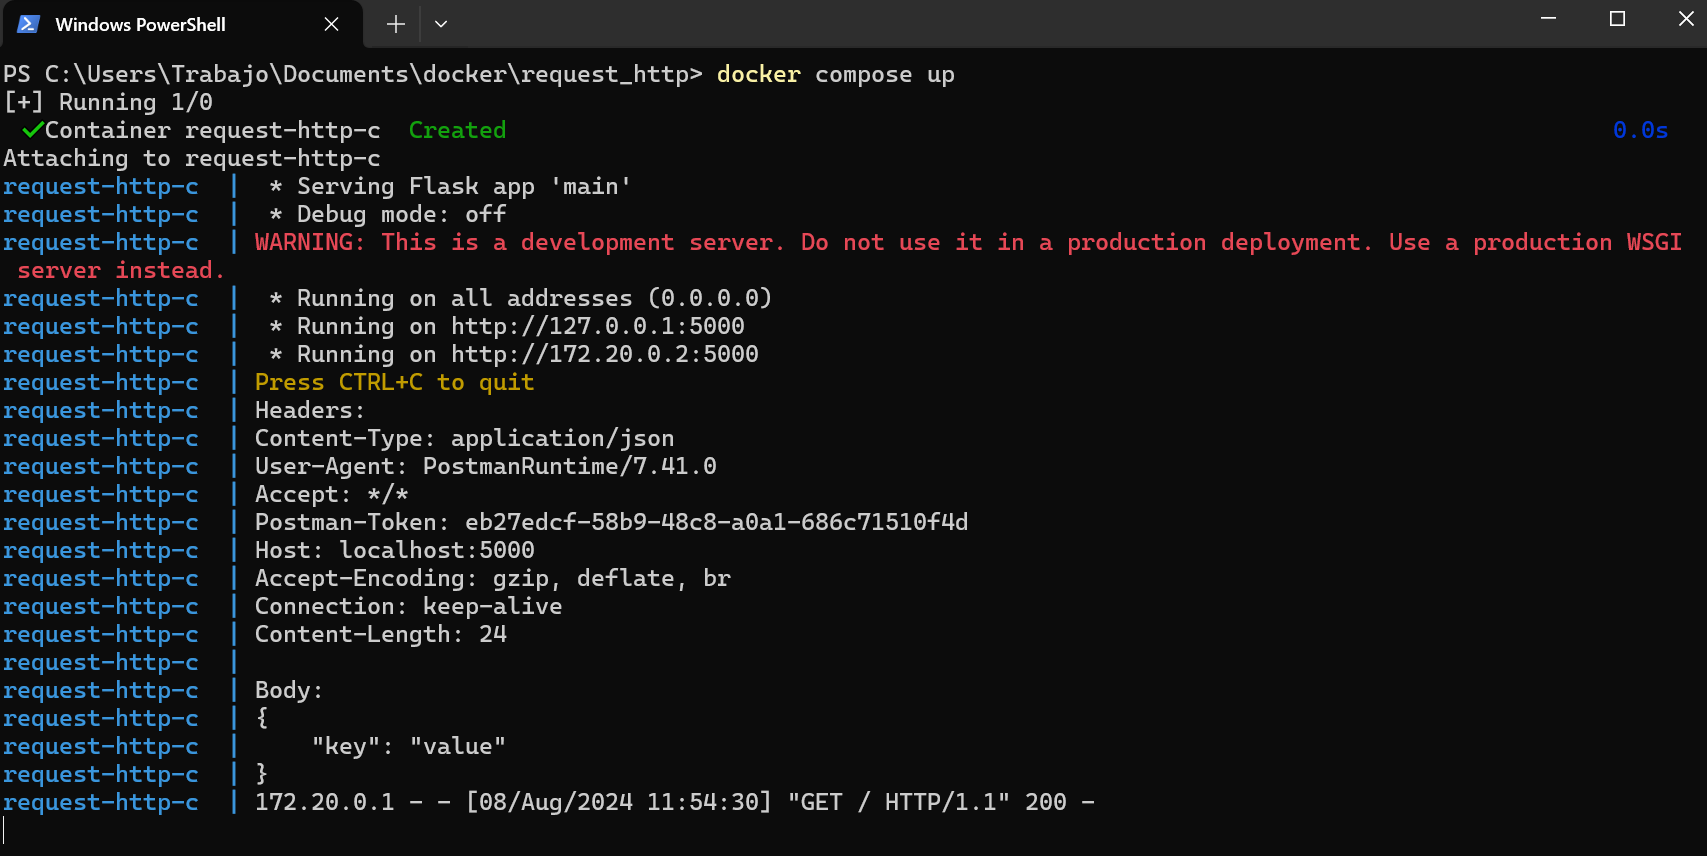 Windows PowerShell
PS C:\Users\Trabajo\Documents\docker\request_http> docker compose up
[+] Running 1/0
✔Container request-http-c  Created 0.0s
Attaching to request-http-c
request-http-c  |  * Serving Flask app 'main'
request-http-c  |  * Debug mode: off
request-http-c  | WARNING: This is a development server. Do not use it in a production deployment. Use a production WSGI
 server instead.
request-http-c  |  * Running on all addresses (0.0.0.0)
request-http-c  |  * Running on http://127.0.0.1:5000
request-http-c  |  * Running on http://172.20.0.2:5000
request-http-c  | Press CTRL+C to quit
request-http-c  | Headers:
request-http-c  | Content-Type: application/json
request-http-c  | User-Agent: PostmanRuntime/7.41.0
request-http-c  | Accept: */*
request-http-c  | Postman-Token: eb27edcf-58b9-48c8-a0a1-686c71510f4d
request-http-c  | Host: localhost:5000
request-http-c  | Accept-Encoding: gzip, deflate, br
request-http-c  | Connection: keep-alive
request-http-c  | Content-Length: 24
request-http-c  |
request-http-c  | Body:
request-http-c  | {
request-http-c  |     "key": "value"
request-http-c  | }
request-http-c  | 172.20.0.1 - - [08/Aug/2024 11:54:30] "GET / HTTP/1.1" 200 -